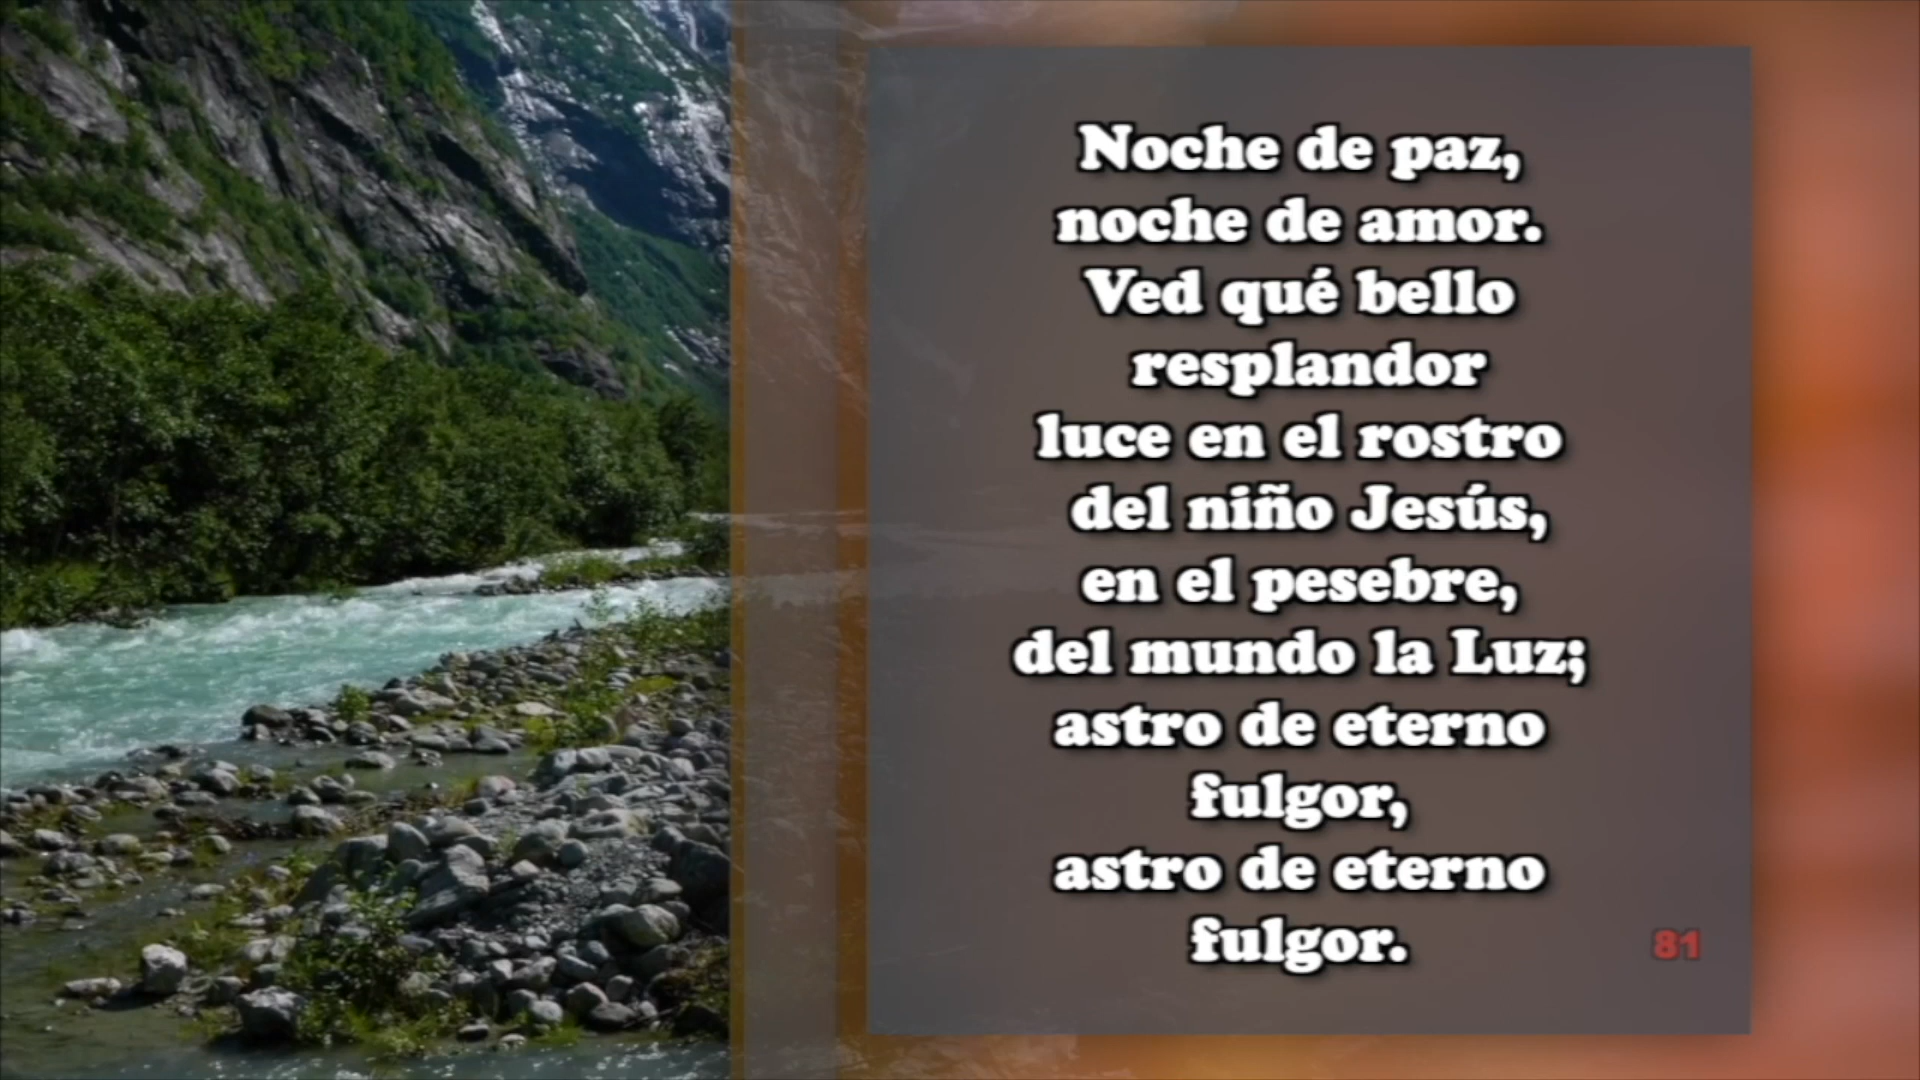 Noche de paz,
noche de amor.
Ved qué bello
resplandor
luce en el rostro
del niño Jesús,
en el pesebre,
del mundo la Luz;
astro de eterno
fulgor,
astro de eterno
fulgor.
81